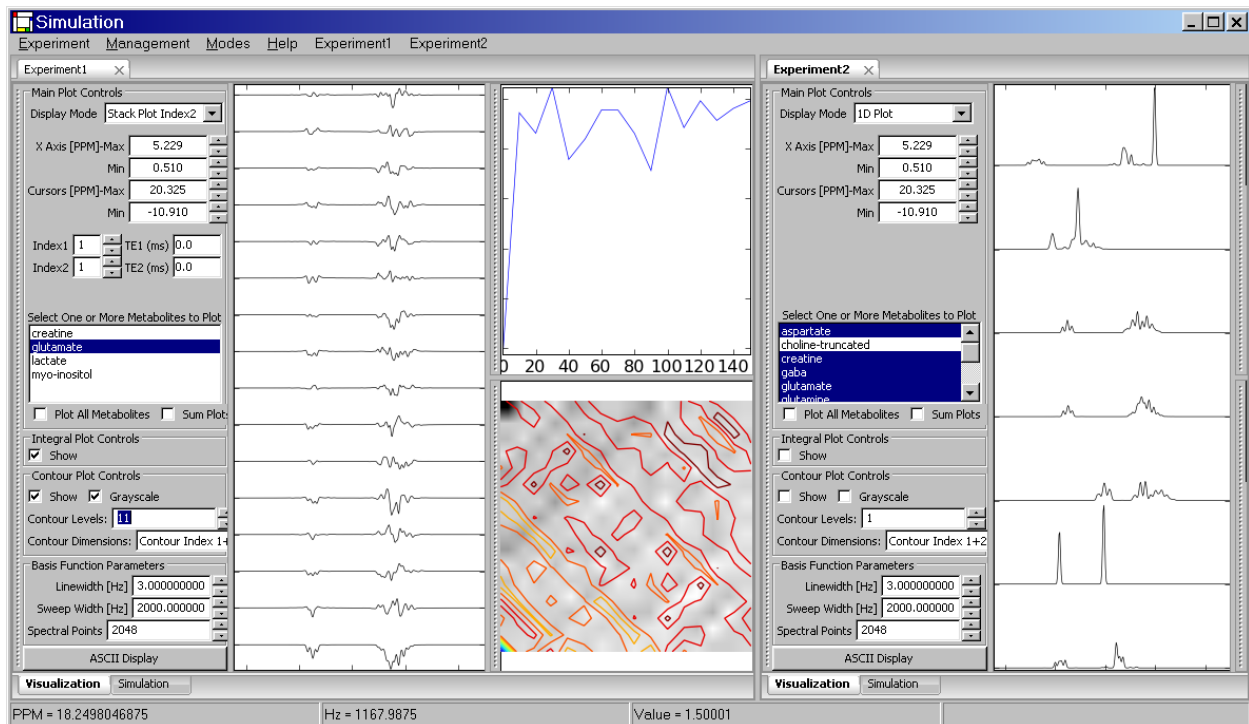 Simulation
Experiment Management Modes Help Experiment1 Experiment2
Experiment1
Main Plot Controls
Display Mode Stack Plot Index2
X Axis [PPM]-Max 5.229
Min 0.510
Cursors [PPM]-Max 20.325
Min -10.910
Index1 1 TE1 (ms) 0.0
Index2 1 TE2 (ms) 0.0
Select One or More Metabolites to Plot
creatine
glutamate
lactate
myo-inositol
Plot All Metabolites Sum Plots
Integral Plot Controls
Show
Contour Plot Controls
Show Grayscale
Contour Levels: 11
Contour Dimensions: Contour Index 1+
Basis Function Parameters
Linewidth [Hz] 3.000000000
Sweep Width [Hz] 2000.000000
Spectral Points 2048
ASCII Display
Visualization Simulation
0 20 40 60 80 100 120 140
Experiment2
Main Plot Controls
Display Mode 1D Plot
X Axis [PPM]-Max 5.229
Min 0.510
Cursors [PPM]-Max 20.325
Min -10.910
Select One or More Metabolites to Plot
aspartate
choline-truncated
creatine
gaba
glutamate
glutamine
Plot All Metabolites Sum Plots
Integral Plot Controls
Show
Contour Plot Controls
Show Grayscale
Contour Levels: 1
Contour Dimensions: Contour Index 1+2
Basis Function Parameters
Linewidth [Hz] 3.000000000
Sweep Width [Hz] 2000.000000
Spectral Points 2048
ASCII Display
Visualization Simulation
PPM = 18.2498046875 Hz = 1167.9875 Value = 1.50001